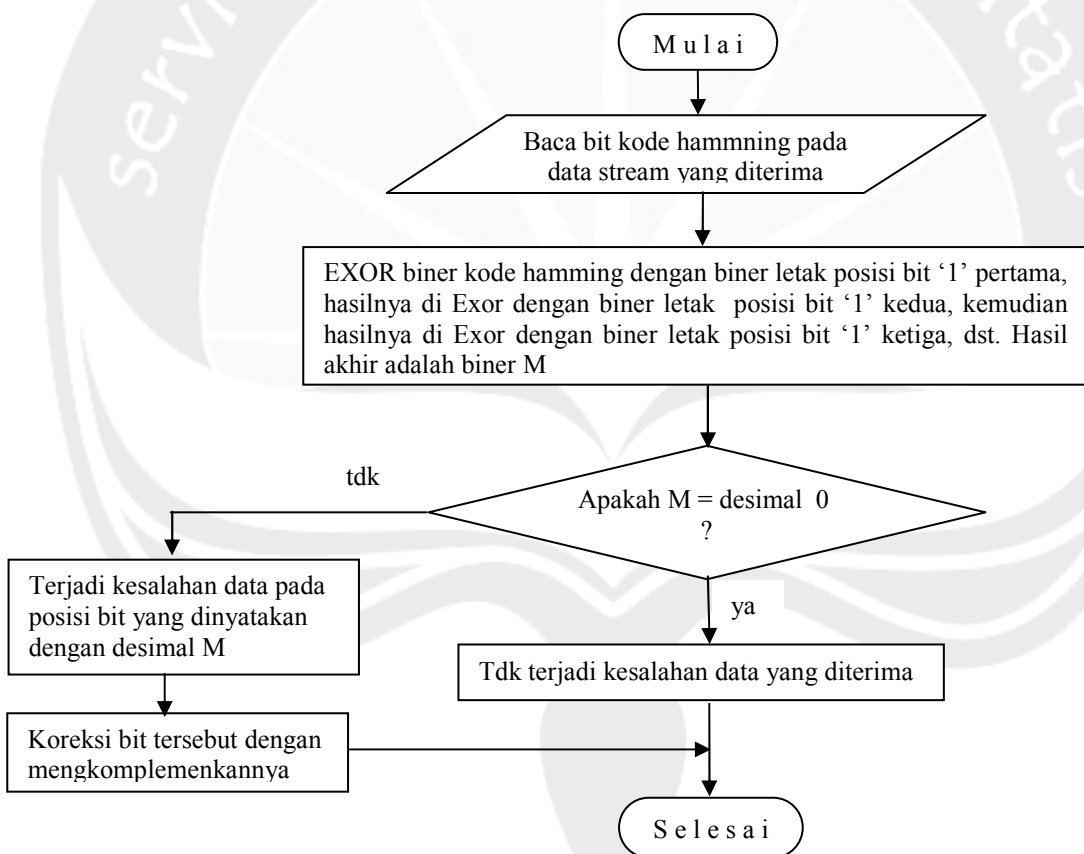 servi
itatis
M u l a i
Baca bit kode hammning pada
data stream yang diterima
EXOR biner kode hamming dengan biner letak posisi bit ‘1’ pertama,
hasilnya di Exor dengan biner letak posisi bit ‘1’ kedua, kemudian
hasilnya di Exor dengan biner letak posisi bit ‘1’ ketiga, dst. Hasil
akhir adalah biner M
tdk
Apakah M = desimal 0
?
Terjadi kesalahan data pada
posisi bit yang dinyatakan
dengan desimal M
ya
Tdk terjadi kesalahan data yang diterima
Koreksi bit tersebut dengan
mengkomplemenkannya
S e l e s a i